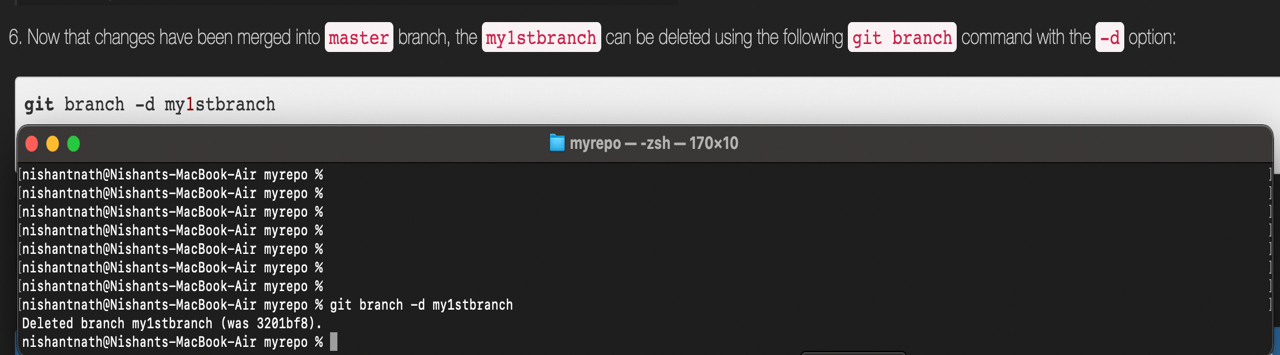 6. Now that changes have been merged into master branch, the my1stbranch can be deleted using the following git branch command with the -d option:
git branch -d my1stbranch
myrepo — -zsh — 170×10
[nishantnath@Nishants-MacBook-Air myrepo % ]
[nishantnath@Nishants-MacBook-Air myrepo % ]
[nishantnath@Nishants-MacBook-Air myrepo % ]
[nishantnath@Nishants-MacBook-Air myrepo % ]
[nishantnath@Nishants-MacBook-Air myrepo % ]
[nishantnath@Nishants-MacBook-Air myrepo % ]
[nishantnath@Nishants-MacBook-Air myrepo % ]
[nishantnath@Nishants-MacBook-Air myrepo % git branch -d my1stbranch ]
Deleted branch my1stbranch (was 3201bf8).
nishantnath@Nishants-MacBook-Air myrepo %